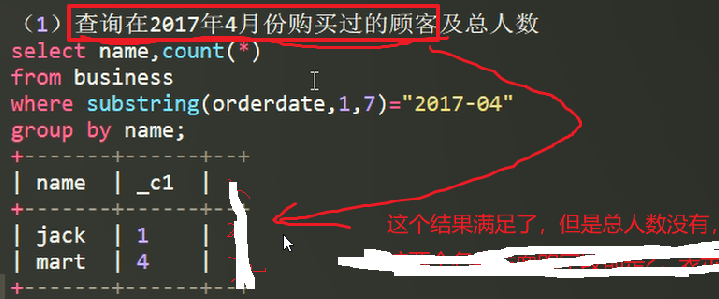 （1）查询在2017年4月份购买过的顾客及总人数
select name,count(*)
from business
where substring(orderdate,1,7)="2017-04"
group by name;
+-------+------+--+
| name  | _c1  |
+-------+------+--+
| jack  | 1    |
| mart  | 4    |
+-------+------+--+
这个结果满足了，但是总人数没有，